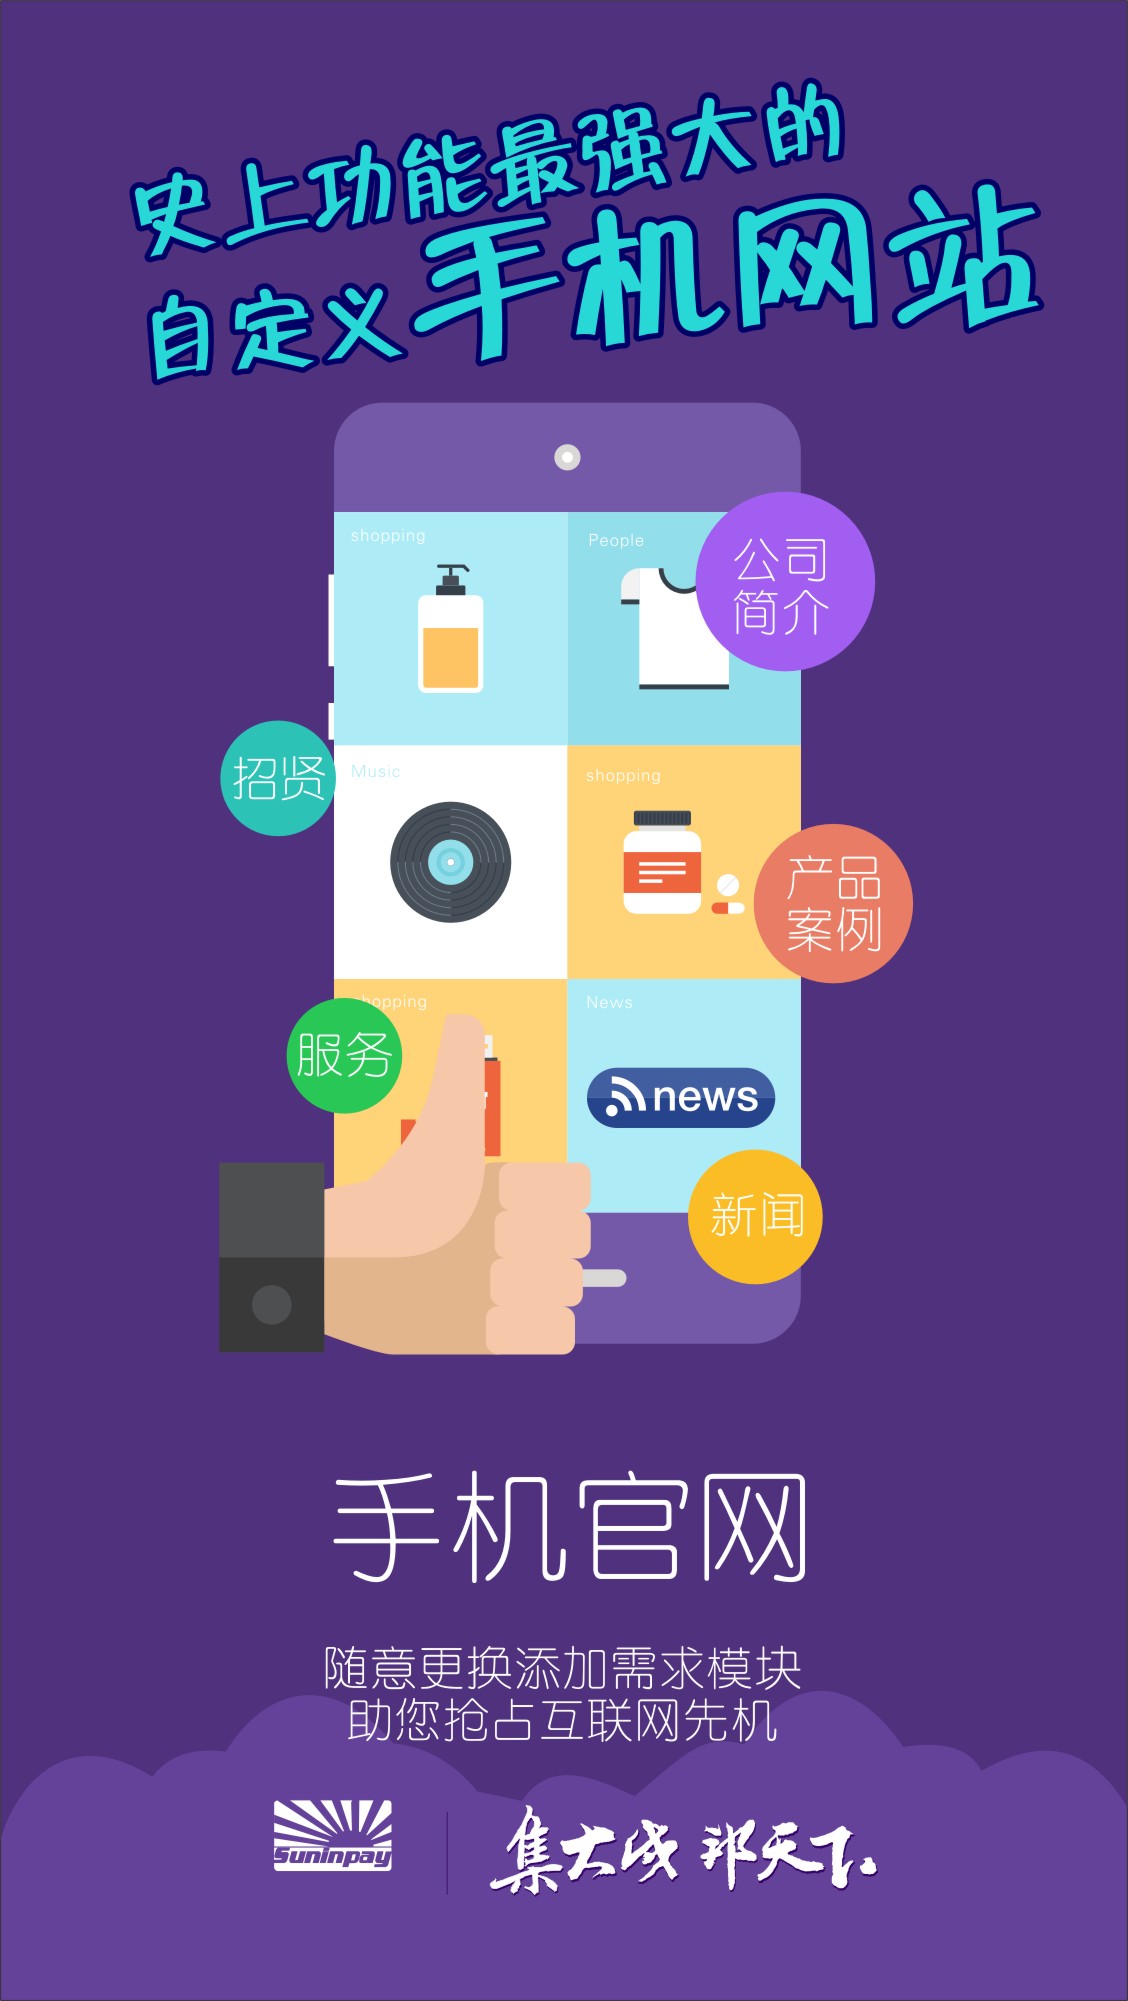 史上功能最强大的
自定义手机网站
shopping
People
公司
简介
招贤
Music
shopping
产品
案例
服务
hopping
News
news
新闻
手机官网
随意更换添加需求模块
助您抢占互联网先机
Suninpay
集大成 邦天下